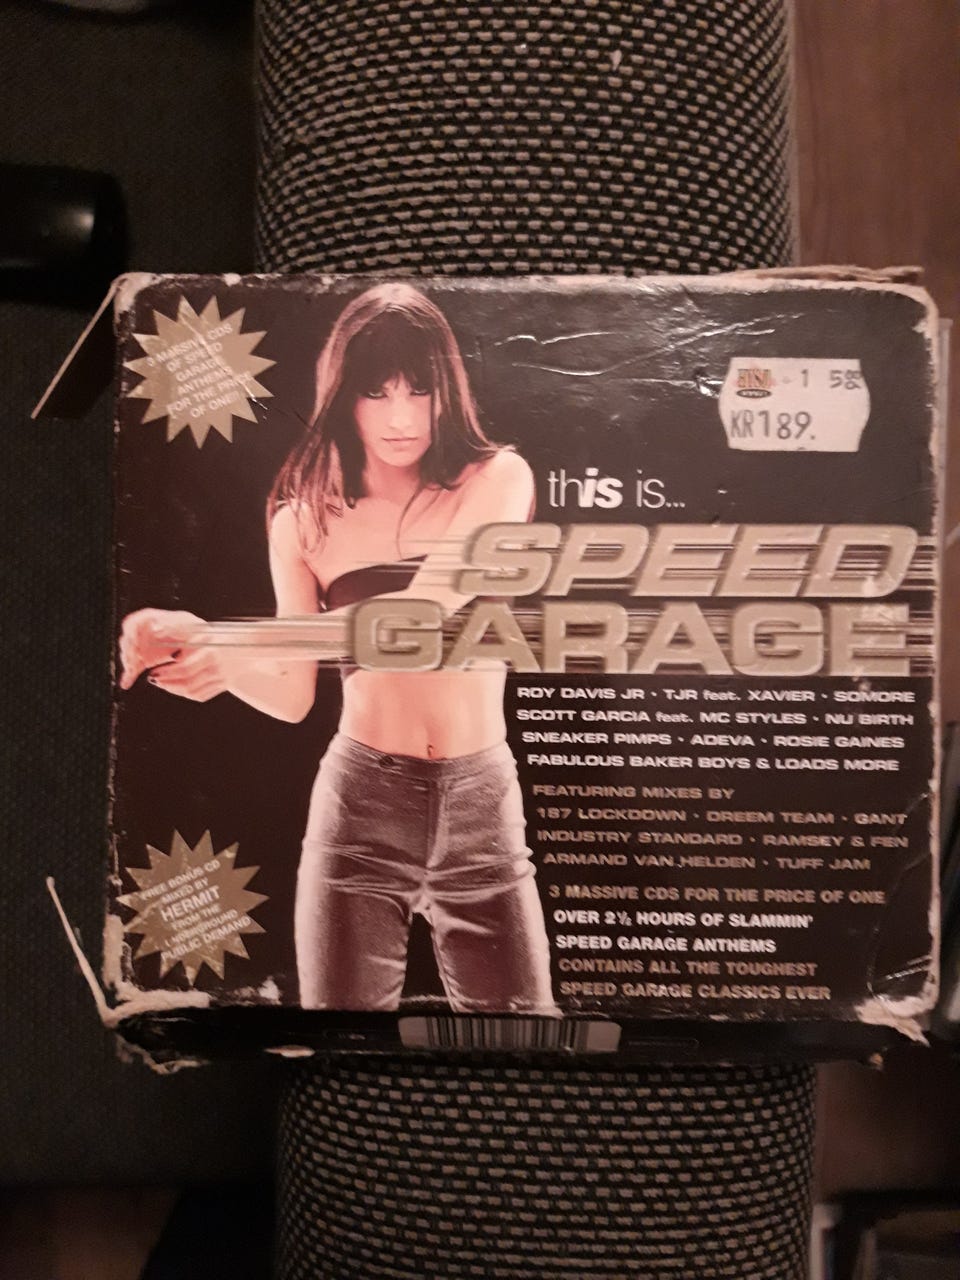 3 MASSIVE CDS
OF SPEED
GARAGE
ANTHEMS
FOR THE PRICE
OF ONE!!
1 5
KR189.
this is...
SPEED
GARAGE
ROY DAVIS JR · TJR feat. XAVIER · SOMORE
SCOTT GARCIA feat. MC STYLES · NU BIRTH
SNEAKER PIMPS · ADEVA · ROSIE GAINES
FABULOUS BAKER BOYS & LOADS MORE
FEATURING MIXES BY
187 LOCKDOWN · DREEM TEAM · GANT
INDUSTRY STANDARD · RAMSEY & FEN
ARMAND VAN HELDEN · TUFF JAM
3 MASSIVE CDS FOR THE PRICE OF ONE
OVER 2½ HOURS OF SLAMMIN'
SPEED GARAGE ANTHEMS
CONTAINS ALL THE TOUGHEST
SPEED GARAGE CLASSICS EVER
FREE BONUS CD
MIXED BY
HERMIT
FROM THE
UNDERGROUND
PUBLIC DEMAND